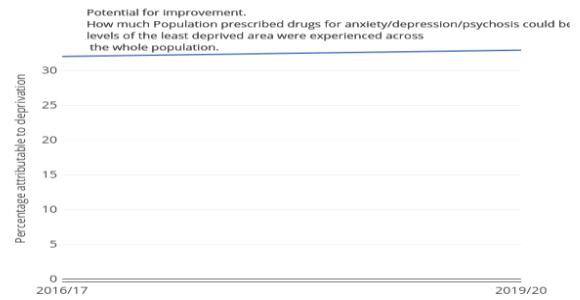 Potential for improvement.
How much Population prescribed drugs for anxiety/depression/psychosis could be
levels of the least deprived area were experienced across
the whole population.
Percentage attributable to deprivation
30
25
20
15
10
5
0
2016/17
2019/20